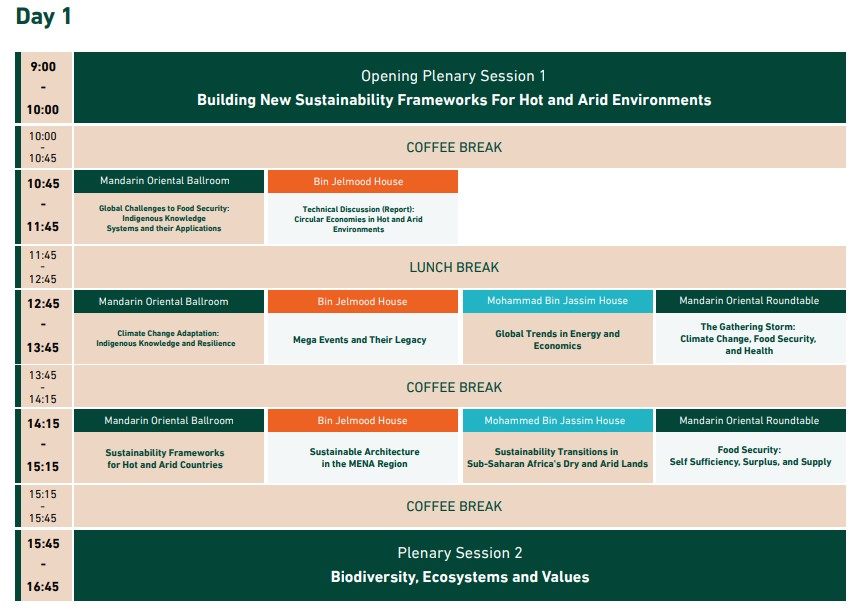 Day 1
9:00
-
10:00
Opening Plenary Session 1
Building New Sustainability Frameworks For Hot and Arid Environments
10:00
-
10:45
COFFEE BREAK
10:45
-
11:45
Mandarin Oriental Ballroom
Global Challenges to Food Security:
Indigenous Knowledge
Systems and their Applications
Bin Jelmood House
Technical Discussion (Report):
Circular Economies in Hot and Arid
Environments
11:45
-
12:45
LUNCH BREAK
12:45
-
13:45
Mandarin Oriental Ballroom
Climate Change Adaptation:
Indigenous Knowledge and Resilience
Bin Jelmood House
Mega Events and Their Legacy
Mohammad Bin Jassim House
Global Trends in Energy and
Economics
Mandarin Oriental Roundtable
The Gathering Storm:
Climate Change, Food Security,
and Health
13:45
-
14:15
COFFEE BREAK
14:15
-
15:15
Mandarin Oriental Ballroom
Sustainability Frameworks
for Hot and Arid Countries
Bin Jelmood House
Sustainable Architecture
in the MENA Region
Mohammed Bin Jassim House
Sustainability Transitions in
Sub-Saharan Africa's Dry and Arid Lands
Mandarin Oriental Roundtable
Food Security:
Self Sufficiency, Surplus, and Supply
15:15
-
15:45
COFFEE BREAK
15:45
-
16:45
Plenary Session 2
Biodiversity, Ecosystems and Values